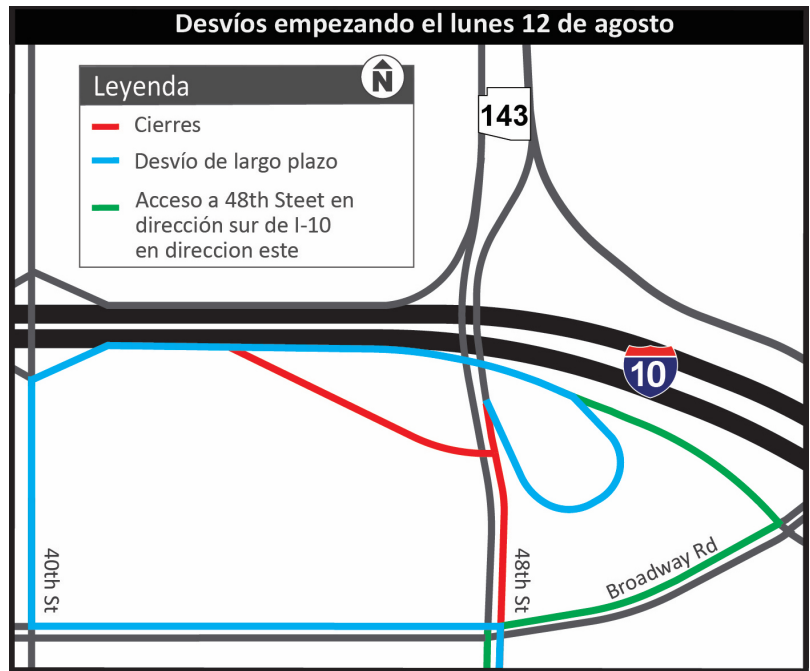 Desvíos empezando el lunes 12 de agosto
Leyenda
N
Cierres
Desvío de largo plazo
Acceso a 48th Steet en
dirección sur de I-10
en direccion este
143
10
40th St
48th St
Broadway Rd